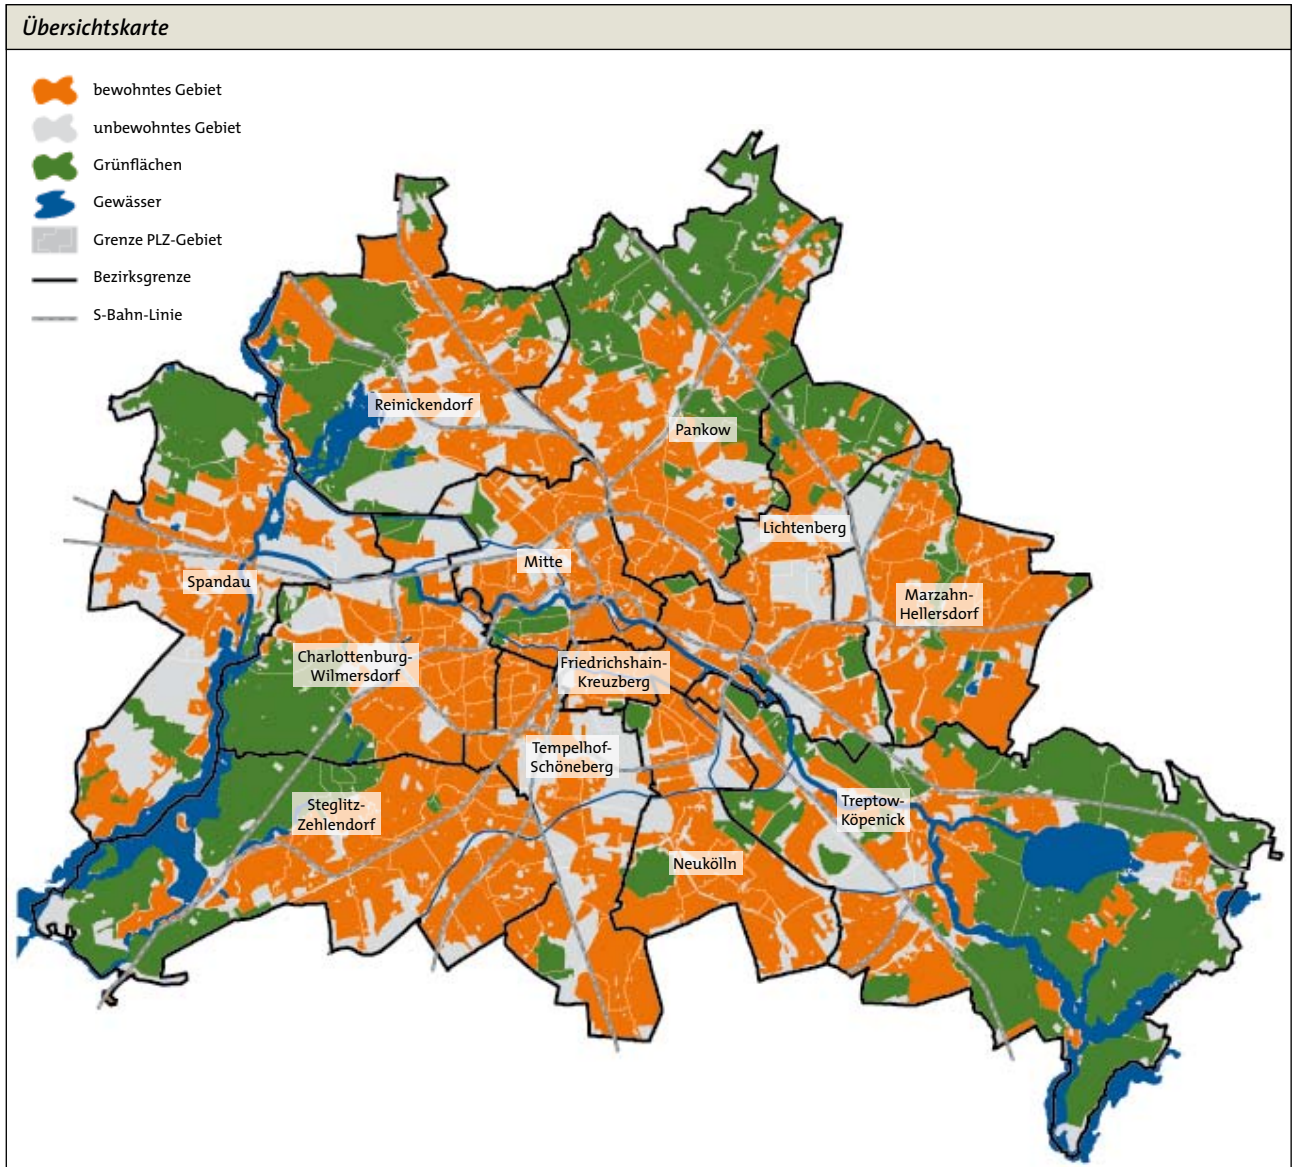 Übersichtskarte
bewohntes Gebiet
unbewohntes Gebiet
Grünflächen
Gewässer
Grenze PLZ-Gebiet
Bezirksgrenze
S-Bahn-Linie
Reinickendorf
Pankow
Lichtenberg
Mitte
Spandau
Marzahn-
Hellersdorf
Charlottenburg-
Wilmersdorf
Friedrichshain-
Kreuzberg
Tempelhof-
Schöneberg
Steglitz-
Zehlendorf
Treptow-
Köpenick
Neukölln